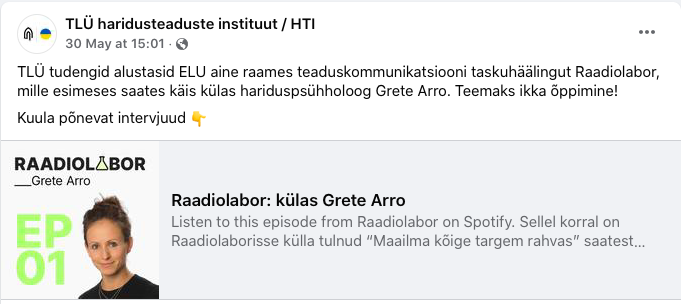 TLÜ haridusteaduste instituut / HTI
30 May at 15:01 ·
TLÜ tudengid alustasid ELU aine raames teaduskommunikatsiooni taskuhäälingut Raadiolabor,
mille esimeses saates käis külas hariduspsühholoog Grete Arro. Teemaks ikka õppimine!
Kuula põnevat intervjuud 👇
RAADIOLABOR
___Grete Arro
EP
01
Raadiolabor: külas Grete Arro
Listen to this episode from Raadiolabor on Spotify. Sellel korral on
Raadiolaborisse külla tulnud “Maailma kõige targem rahvas” saatest...